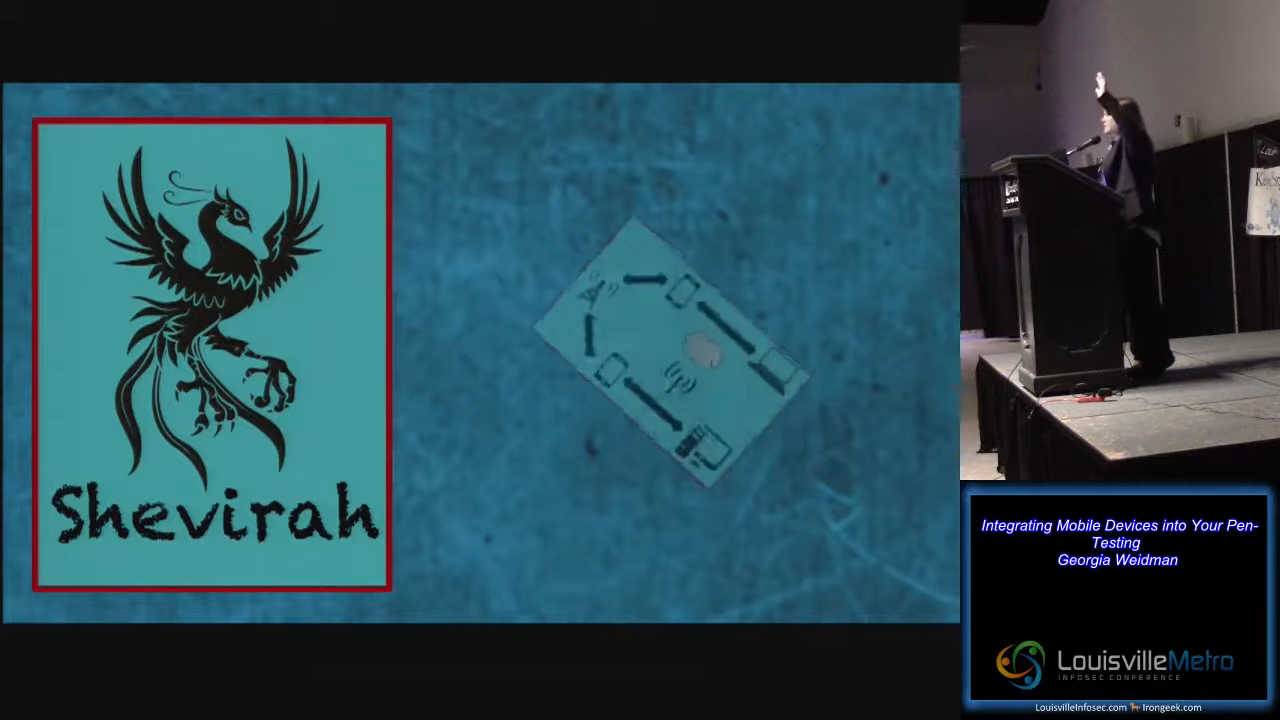 Shevirah
Integrating Mobile Devices into Your Pen-
Testing
Georgia Weidman
LouisvilleMetro
INFOSEC CONFERENCE
LouisvilleInfosec.com Irongeek.com